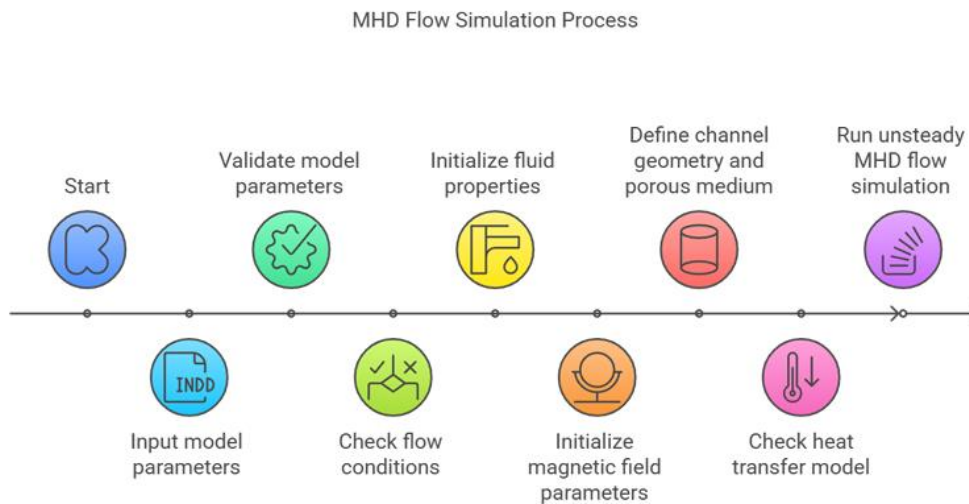 MHD Flow Simulation Process
Start
Input model
parameters
INDD
Validate model
parameters
Check flow
conditions
Initialize fluid
properties
Initialize
magnetic field
parameters
Define channel
geometry and
porous medium
Check heat
transfer model
Run unsteady
MHD flow
simulation